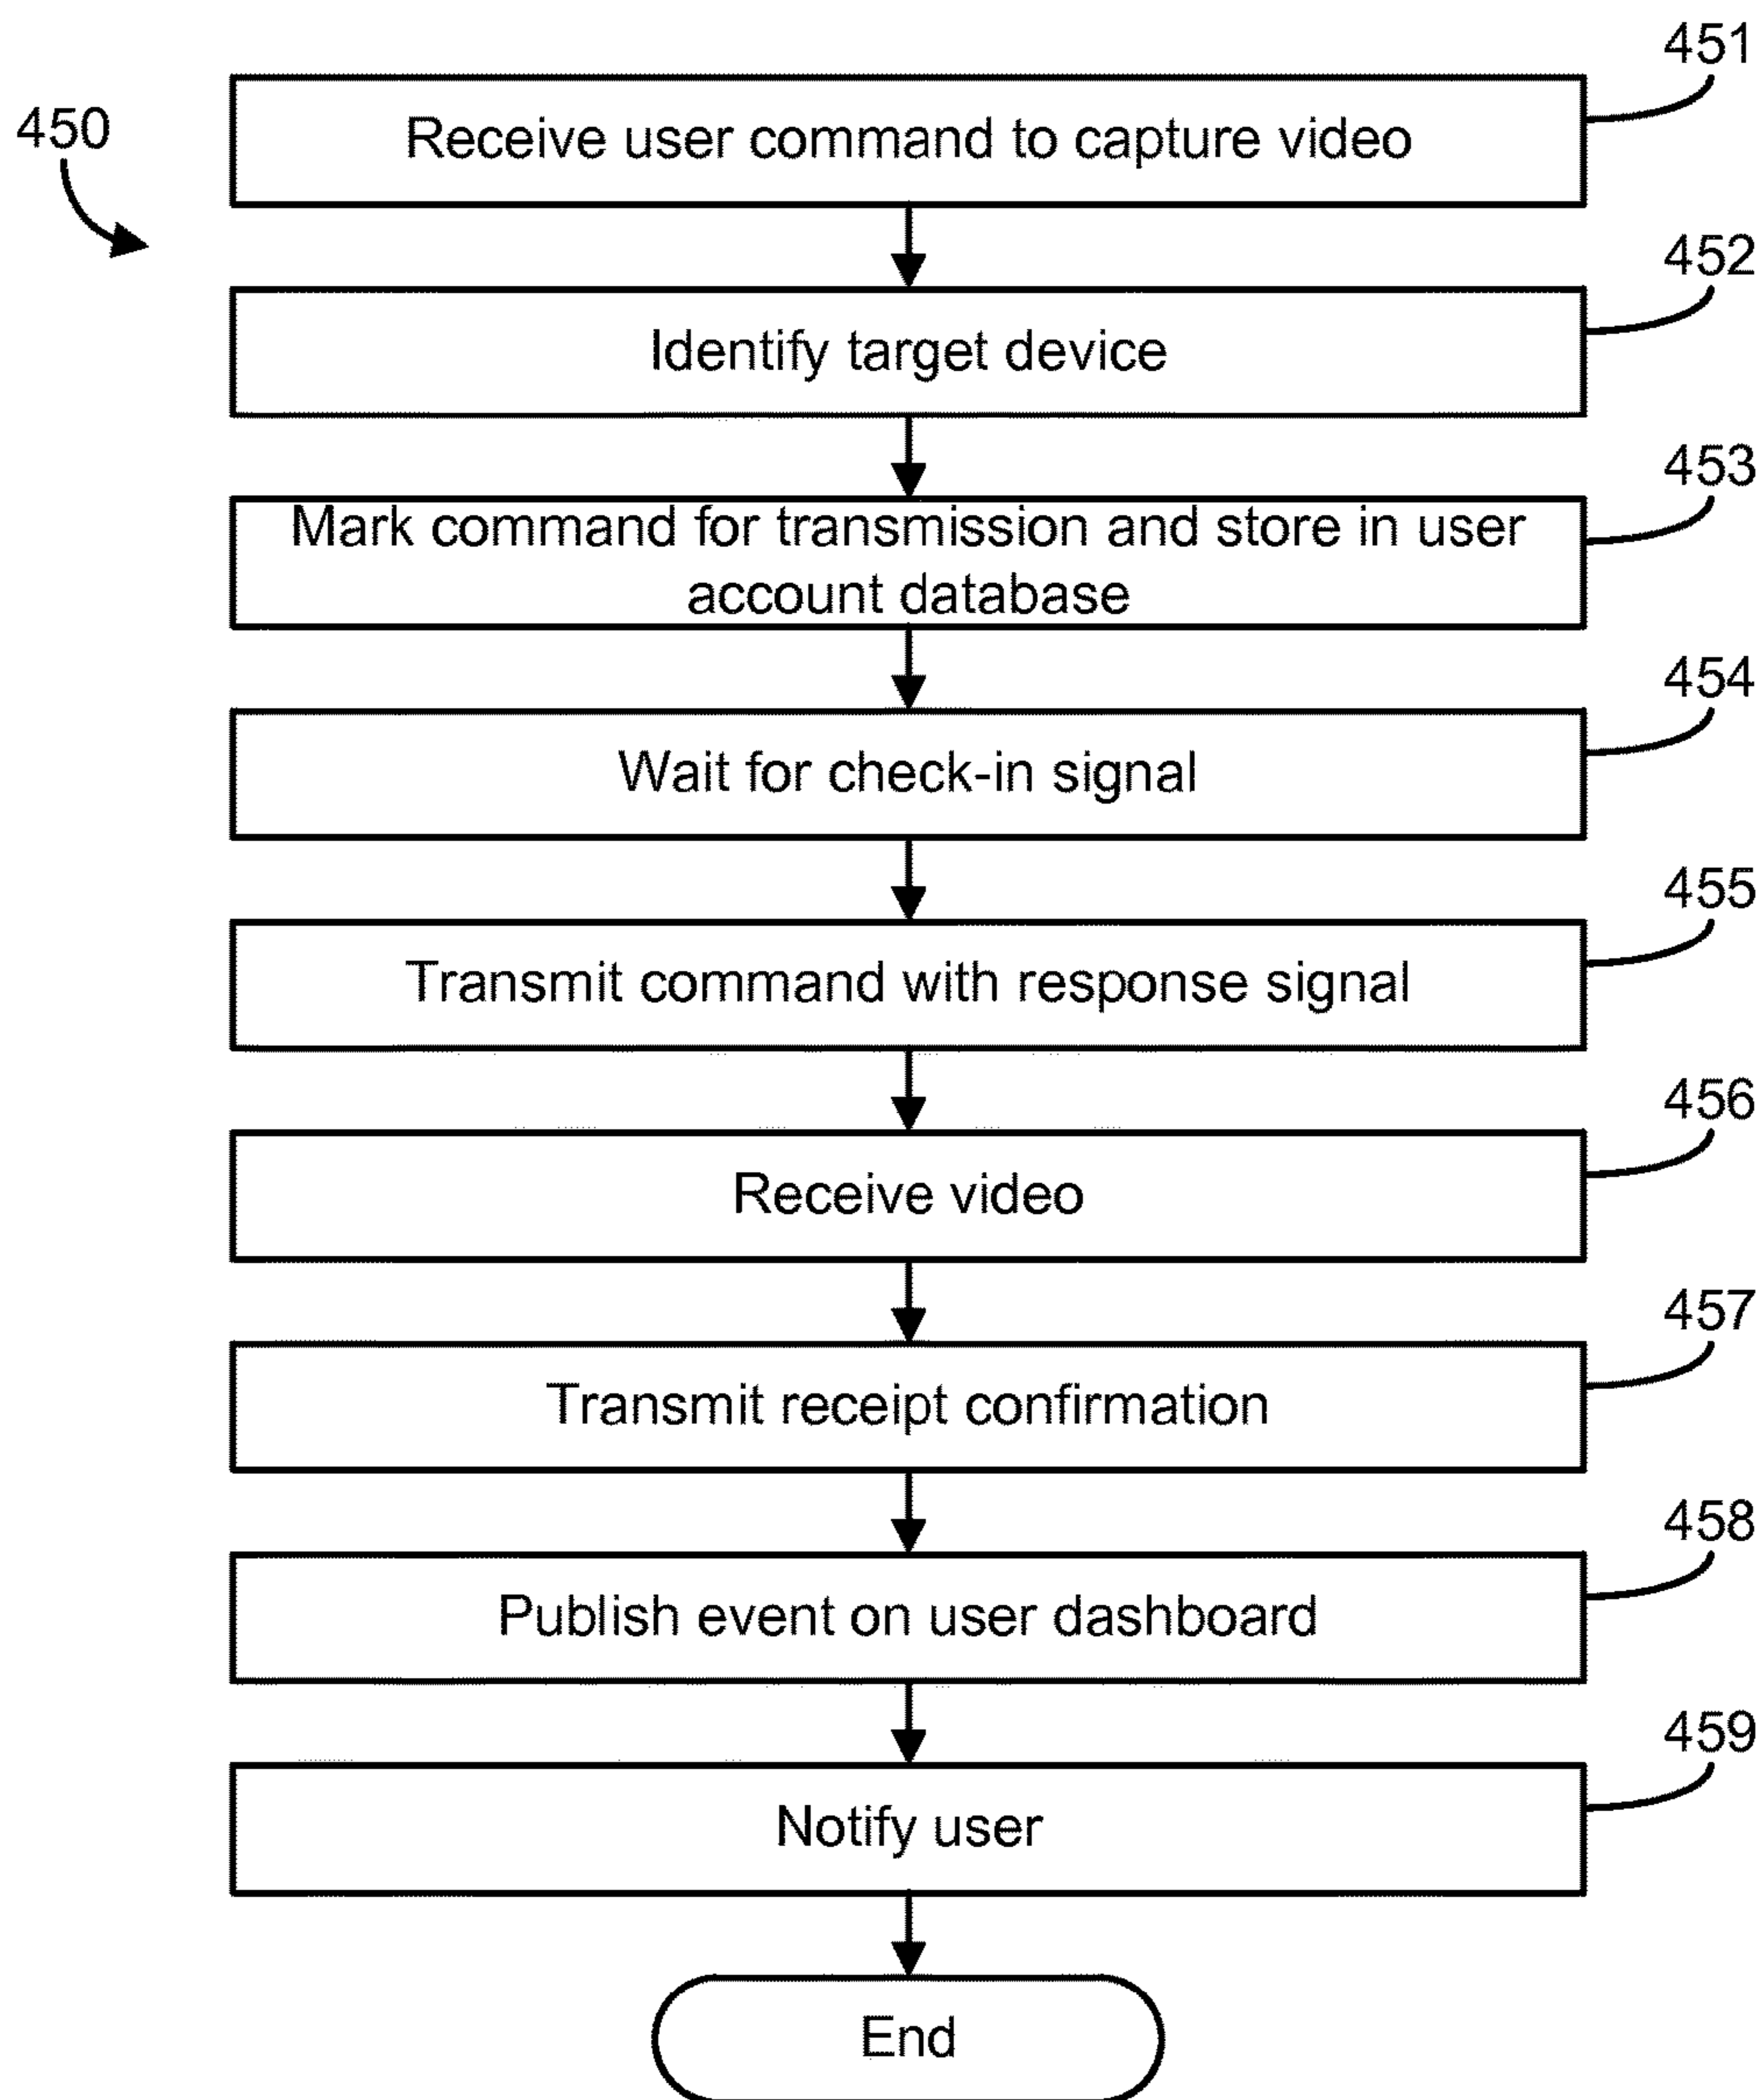 451
450
Receive user command to capture video
452
Identify target device
453
Mark command for transmission and store in user
account database
454
Wait for check-in signal
455
Transmit command with response signal
456
Receive video
457
Transmit receipt confirmation
458
Publish event on user dashboard
459
Notify user
End